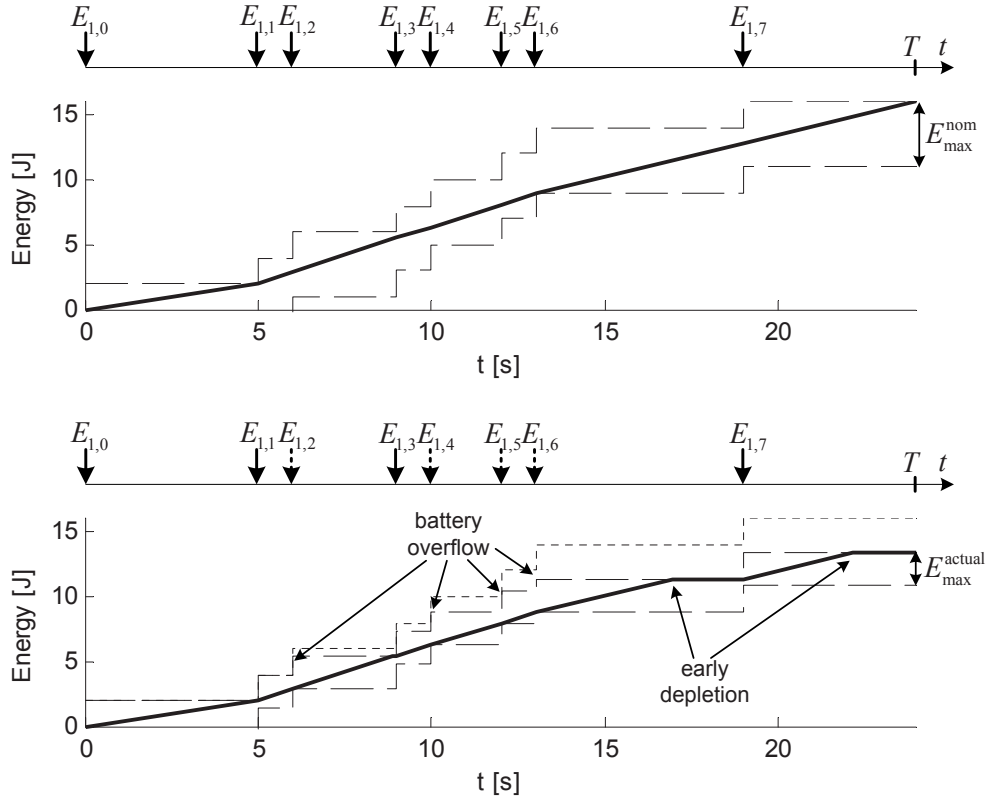 E1,0 E1,1 E1,2 E1,3 E1,4 E1,5 E1,6 E1,7 T t
Energy [J]
15
10
5
0
0 5 10 15 20
t [s]
E nom max
E1,0 E1,1 E1,2 E1,3 E1,4 E1,5 E1,6 E1,7 T t
Energy [J]
15
10
5
0
battery
overflow
E actual max
early
depletion
0 5 10 15 20
t [s]